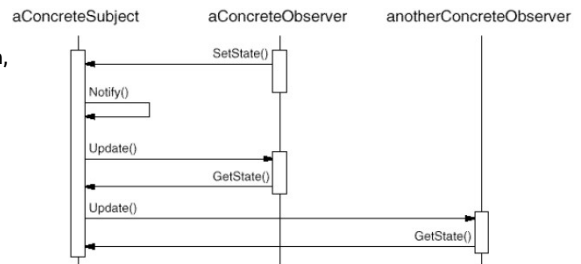 aConcreteSubject aConcreteObserver anotherConcreteObserver
SetState()
Notify()
Update()
GetState()
Update()
GetState()